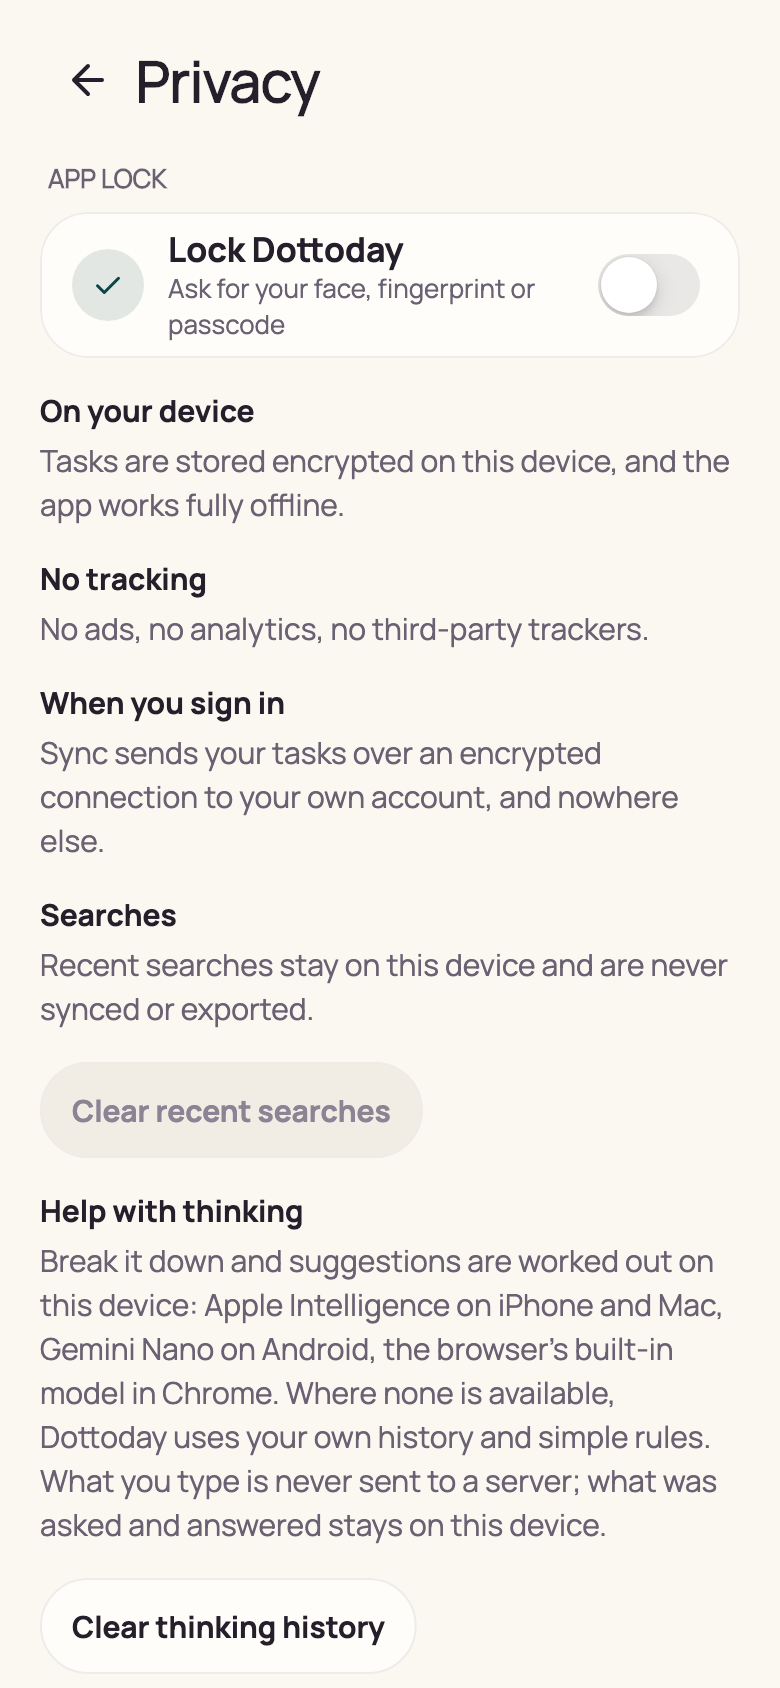 Privacy
APP LOCK
Lock Dottoday
Ask for your face, fingerprint or
passcode
On your device
Tasks are stored encrypted on this device, and the
app works fully offline.
No tracking
No ads, no analytics, no third-party trackers.
When you sign in
Sync sends your tasks over an encrypted
connection to your own account, and nowhere
else.
Searches
Recent searches stay on this device and are never
synced or exported.
Clear recent searches
Help with thinking
Break it down and suggestions are worked out on
this device: Apple Intelligence on iPhone and Mac,
Gemini Nano on Android, the browser’s built-in
model in Chrome. Where none is available,
Dottoday uses your own history and simple rules.
What you type is never sent to a server; what was
asked and answered stays on this device.
Clear thinking history